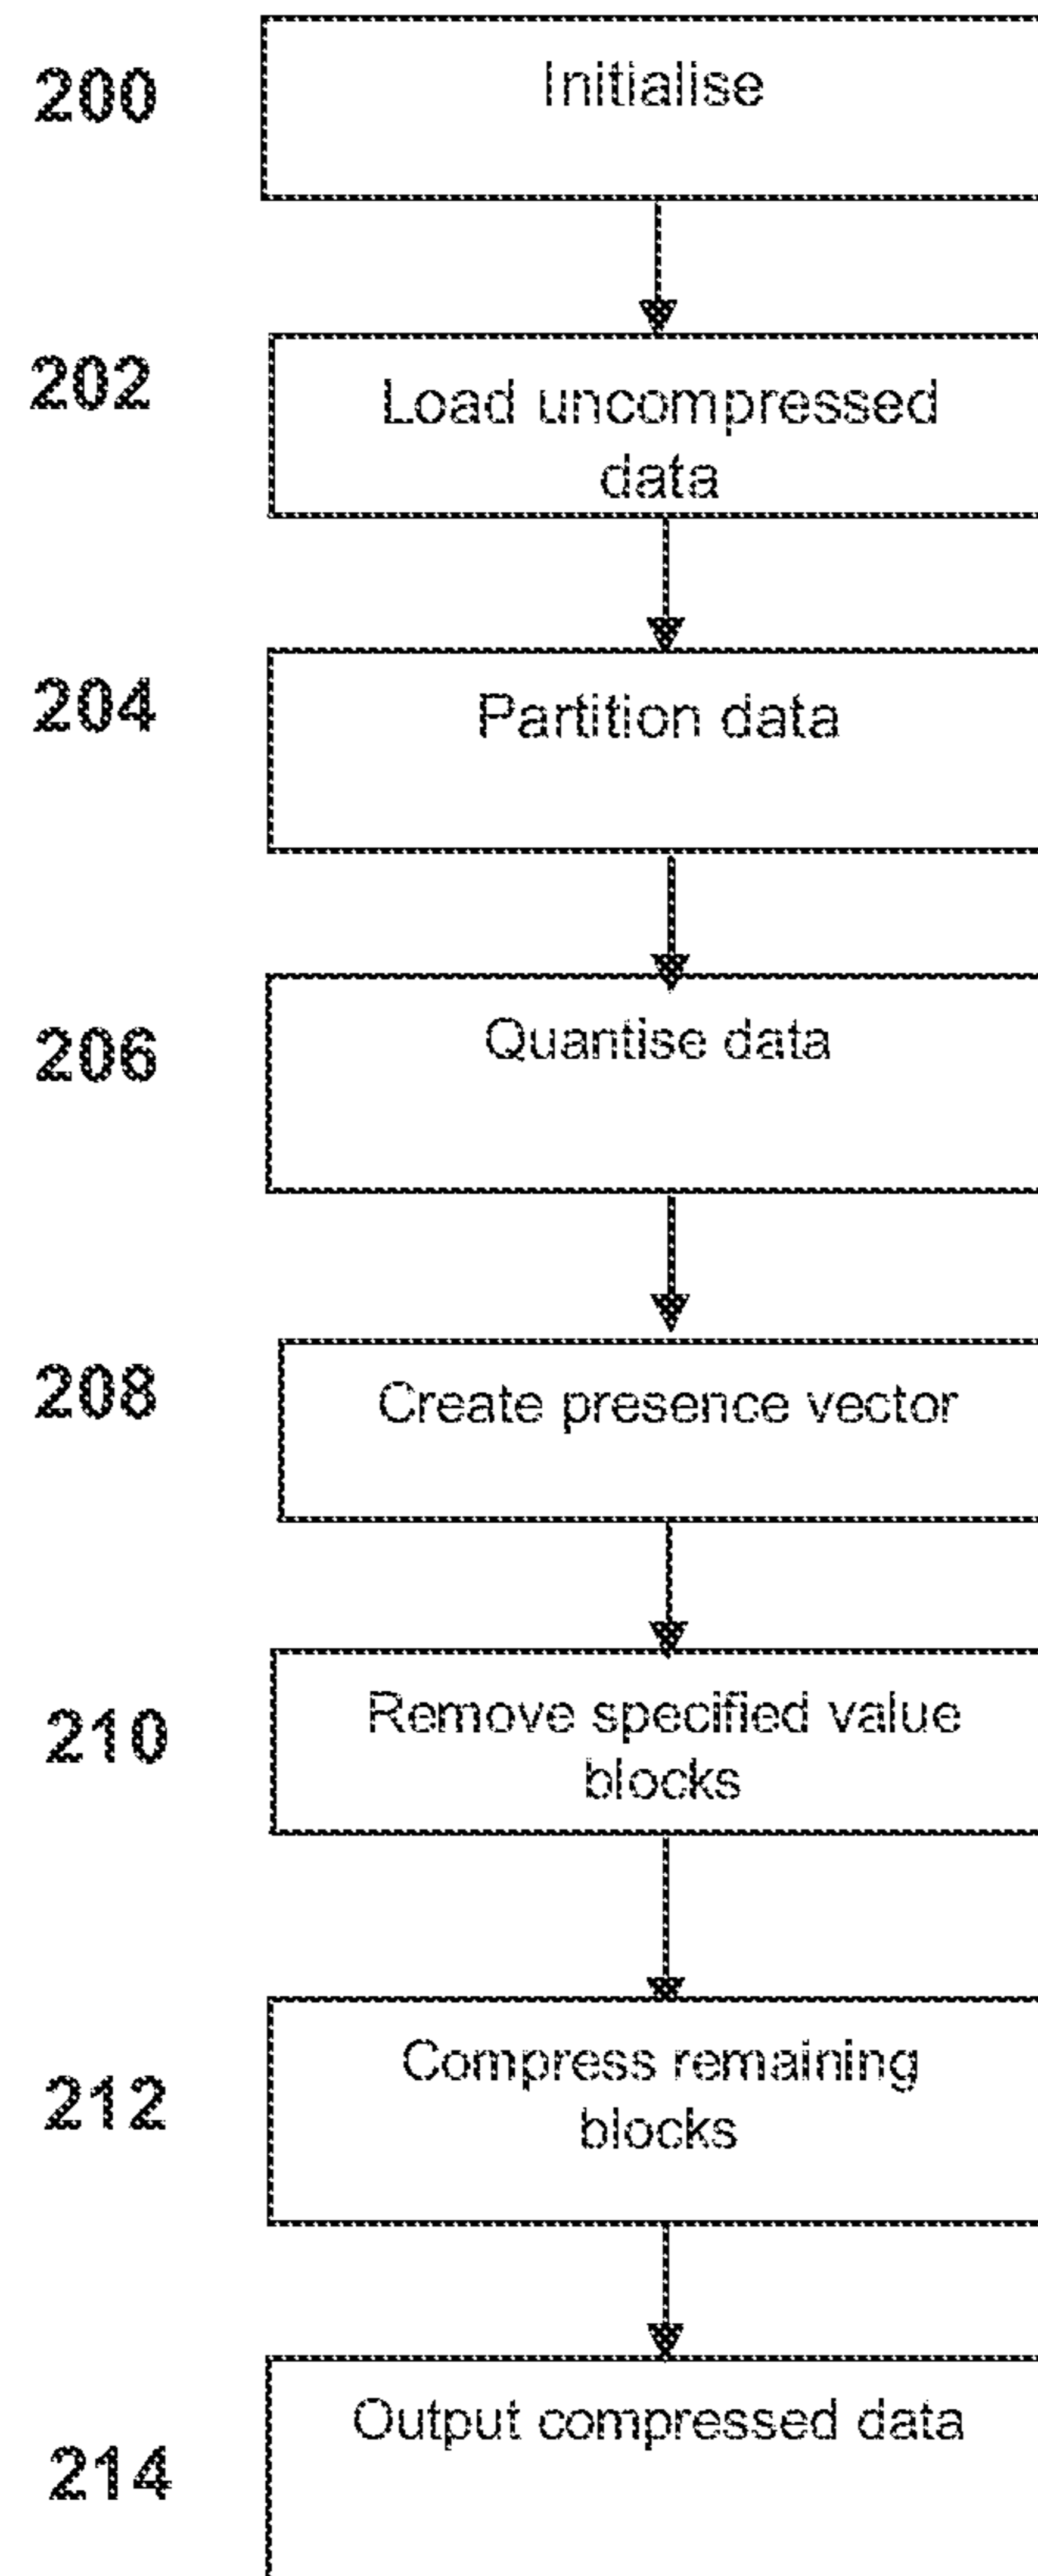 200
Initialise
202
Load uncompressed
data
204
Partition data
206
Quantise data
208
Create presence vector
210
Remove specified value
blocks
212
Compress remaining
blocks
214
Output compressed data